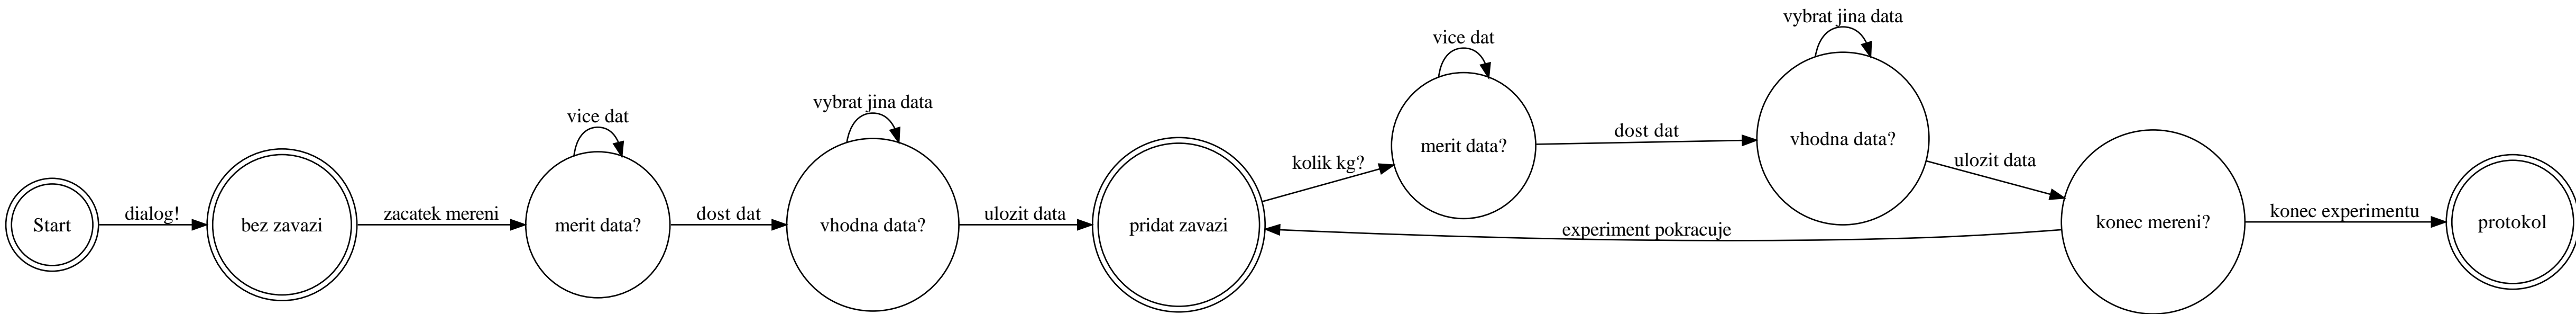 Start
dialog!
bez zavazi
zacatek mereni
vice dat
merit data?
dost dat
vybrat jina data
vhodna data?
ulozit data
pridat zavazi
kolik kg?
vice dat
merit data?
dost dat
vybrat jina data
vhodna data?
ulozit data
experiment pokracuje
konec mereni?
konec experimentu
protokol